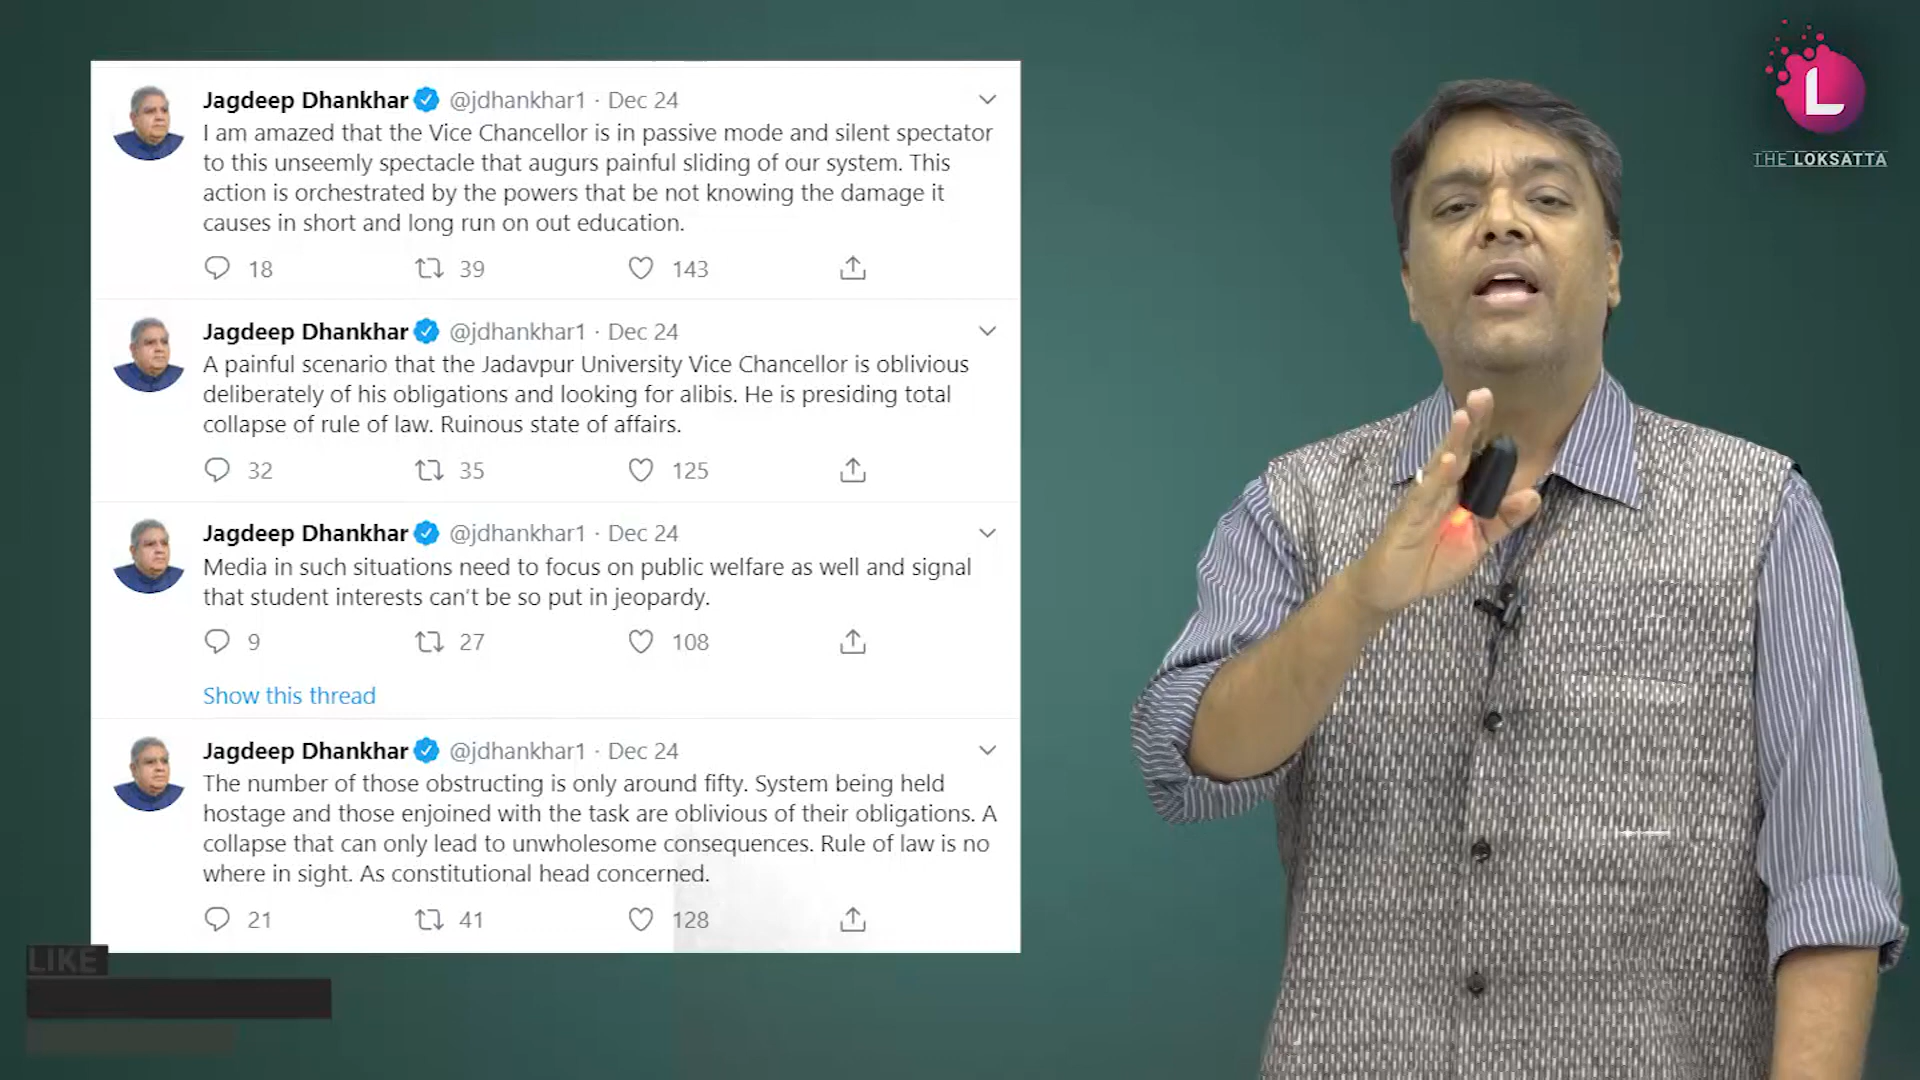 Jagdeep Dhankhar @jdhankhar1 · Dec 24
I am amazed that the Vice Chancellor is in passive mode and silent spectator
to this unseemly spectacle that augurs painful sliding of our system. This
action is orchestrated by the powers that be not knowing the damage it
causes in short and long run on out education.
18 39 143
Jagdeep Dhankhar @jdhankhar1 · Dec 24
A painful scenario that the Jadavpur University Vice Chancellor is oblivious
deliberately of his obligations and looking for alibis. He is presiding total
collapse of rule of law. Ruinous state of affairs.
32 35 125
Jagdeep Dhankhar @jdhankhar1 · Dec 24
Media in such situations need to focus on public welfare as well and signal
that student interests can't be so put in jeopardy.
9 27 108
Show this thread
Jagdeep Dhankhar @jdhankhar1 · Dec 24
The number of those obstructing is only around fifty. System being held
hostage and those enjoined with the task are oblivious of their obligations. A
collapse that can only lead to unwholesome consequences. Rule of law is no
where in sight. As constitutional head concerned.
21 41 128
LIKE
L
THE LOKSATTA